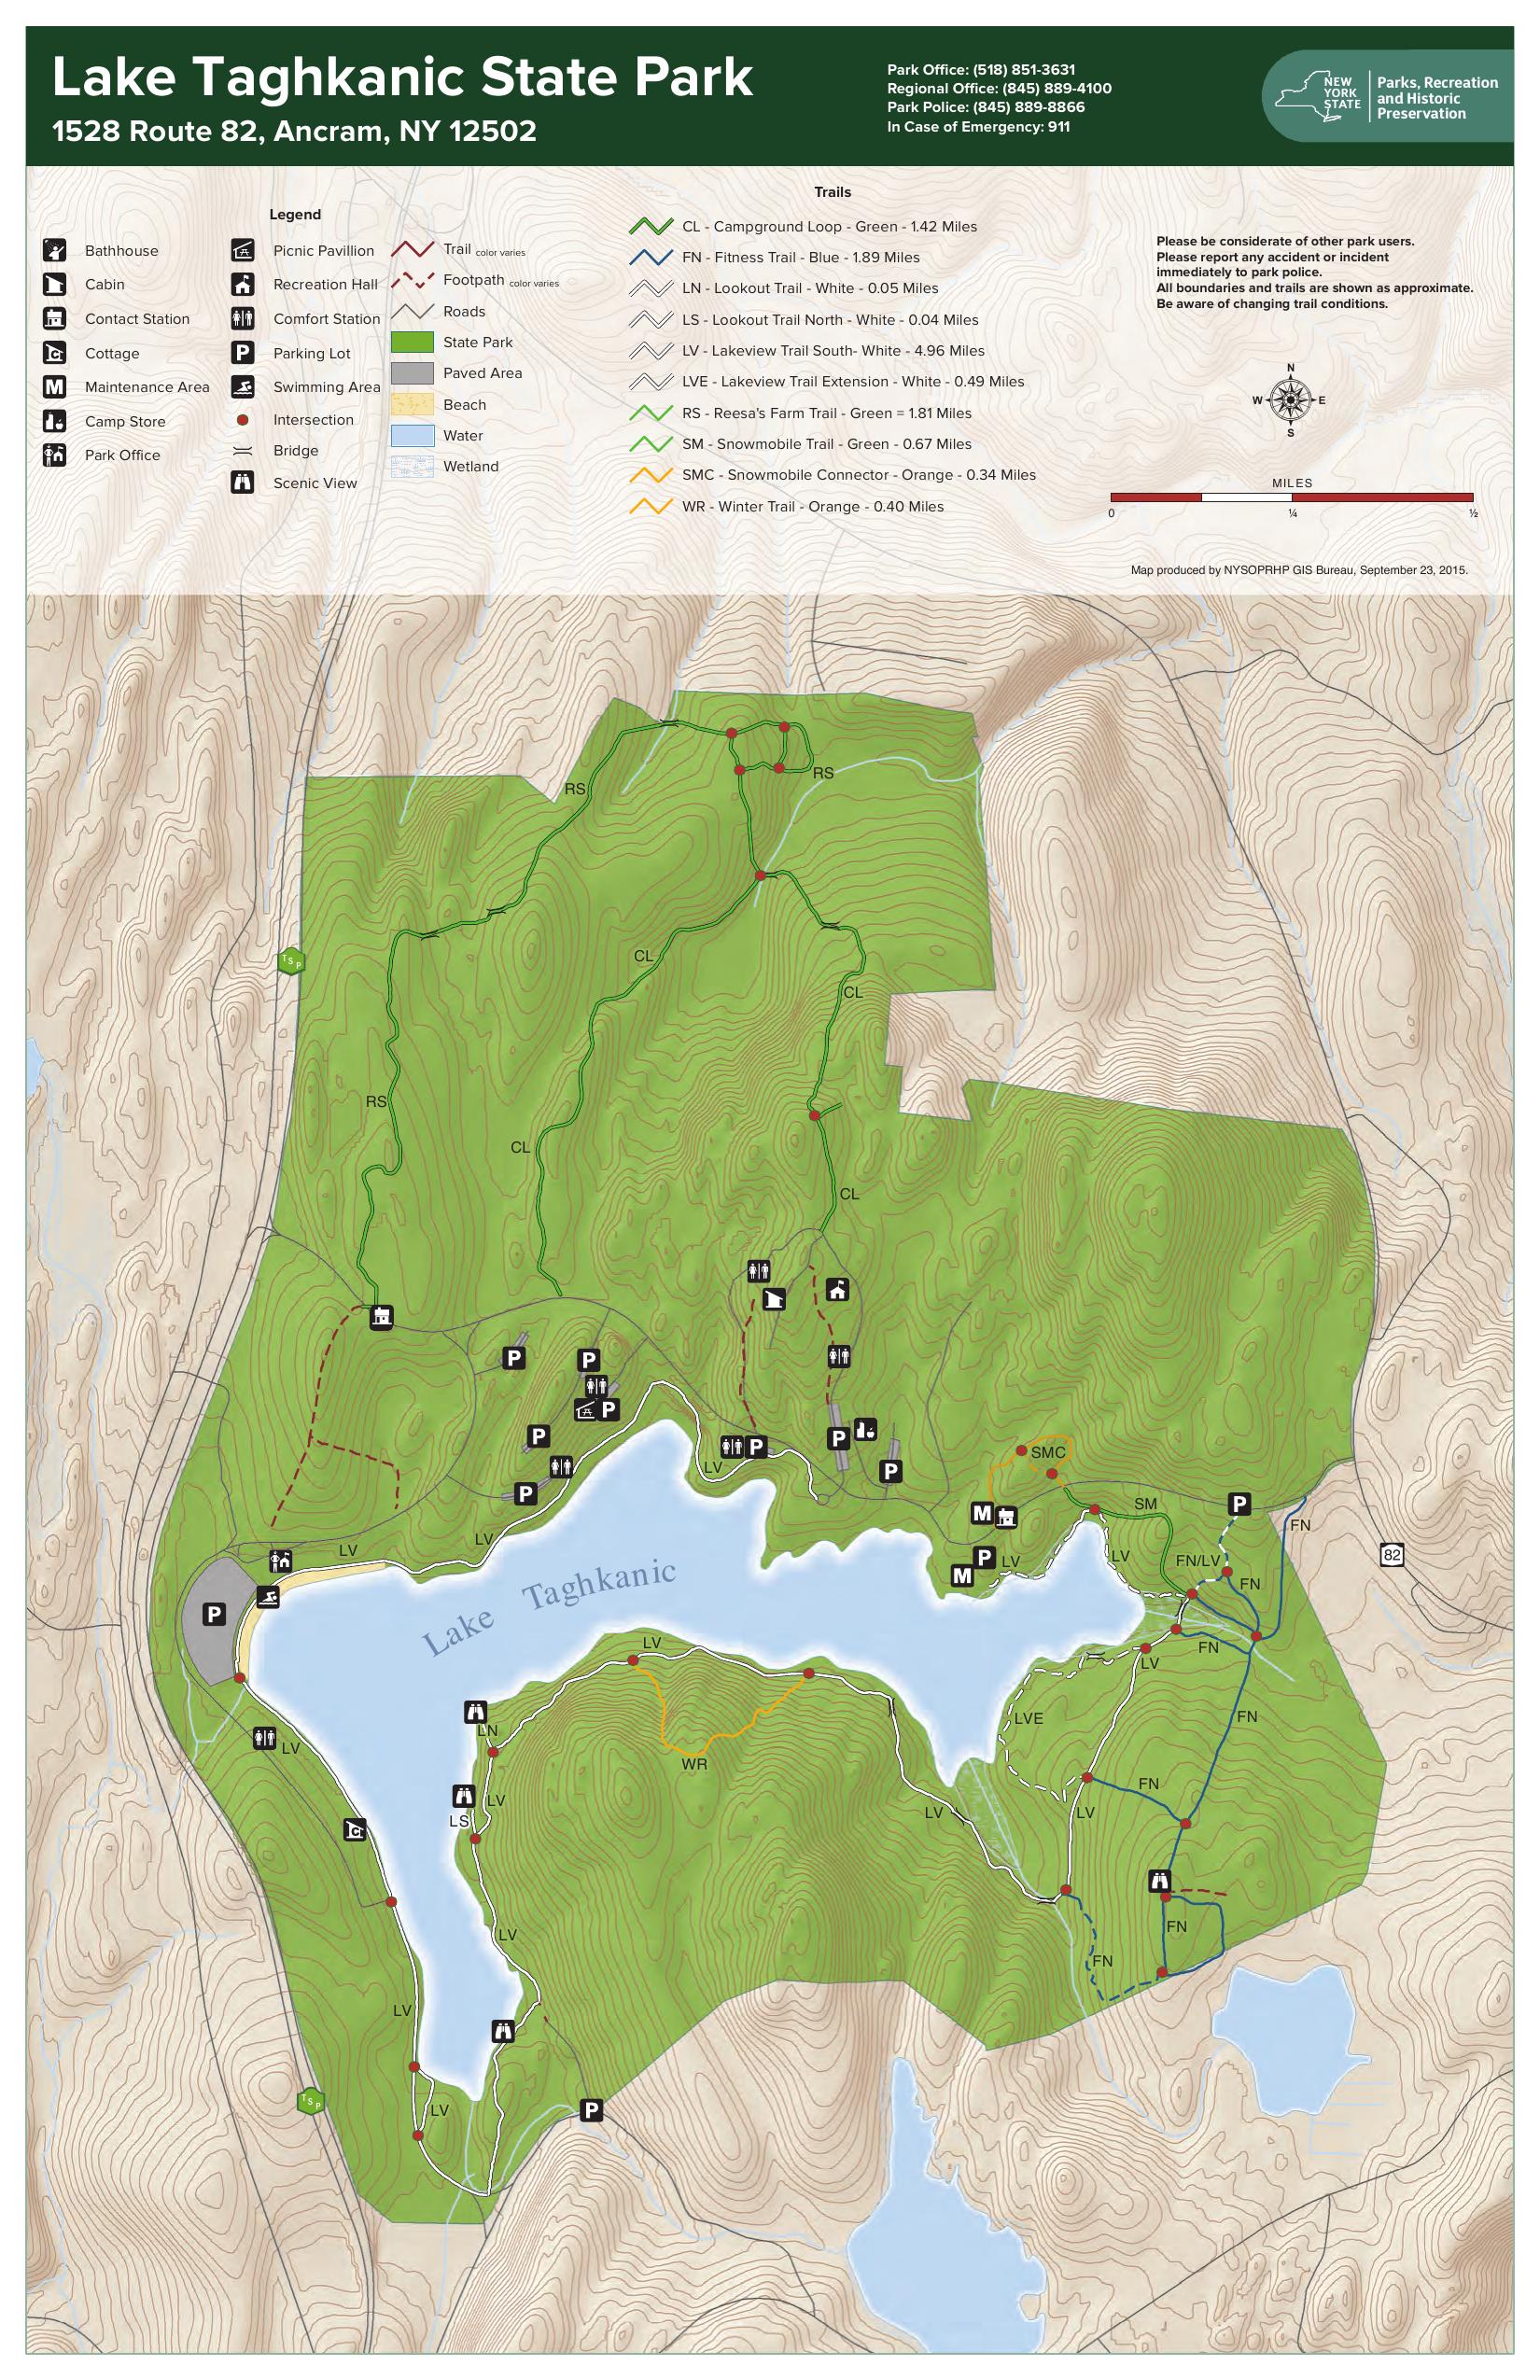 Lake Taghkanic State Park
1528 Route 82, Ancram, NY 12502
Park Office: (518) 851-3631
Regional Office: (845) 889-4100
Park Police: (845) 889-8866
In Case of Emergency: 911
NEW
YORK
STATE
Parks, Recreation
and Historic
Preservation
Legend
Bathhouse
Cabin
Contact Station
Cottage
M Maintenance Area
Camp Store
Park Office
Picnic Pavillion
Recreation Hall
Comfort Station
P Parking Lot
Swimming Area
Intersection
Bridge
Scenic View
Trail color varies
Footpath color varies
Roads
State Park
Paved Area
Beach
Water
Wetland
Trails
CL - Campground Loop - Green - 1.42 Miles
FN - Fitness Trail - Blue - 1.89 Miles
LN - Lookout Trail - White - 0.05 Miles
LS - Lookout Trail North - White - 0.04 Miles
LV - Lakeview Trail South- White - 4.96 Miles
LVE - Lakeview Trail Extension - White - 0.49 Miles
RS - Reesa's Farm Trail - Green = 1.81 Miles
SM - Snowmobile Trail - Green - 0.67 Miles
SMC - Snowmobile Connector - Orange - 0.34 Miles
WR - Winter Trail - Orange - 0.40 Miles
Please be considerate of other park users.
Please report any accident or incident
immediately to park police.
All boundaries and trails are shown as approximate.
Be aware of changing trail conditions.
N
W E
S
MILES
0 ¼ ½
Map produced by NYSOPRHP GIS Bureau, September 23, 2015.
RS
RS
CL
TSP
CL
RS
CL
CL
P
P
P
P
P
P
LV
P
P
SMC
M
SM
P
FN
LV
LV
P
M
LV
LV
FN/LV
FN
82
Lake Taghkanic
P
LV
FN
LV
LN
LVE
FN
LV
WR
LV
LS
LV
LV
FN
LV
FN
FN
LV
TSP
LV
P